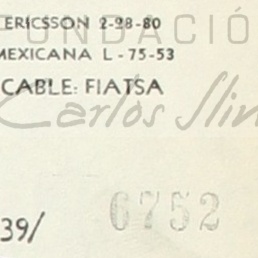 FUNDACIÓ
ERICSSON 2-28-80
MEXICANA L-75-53
CABLE: FIATSA
Carlos Slim
39/ 6752